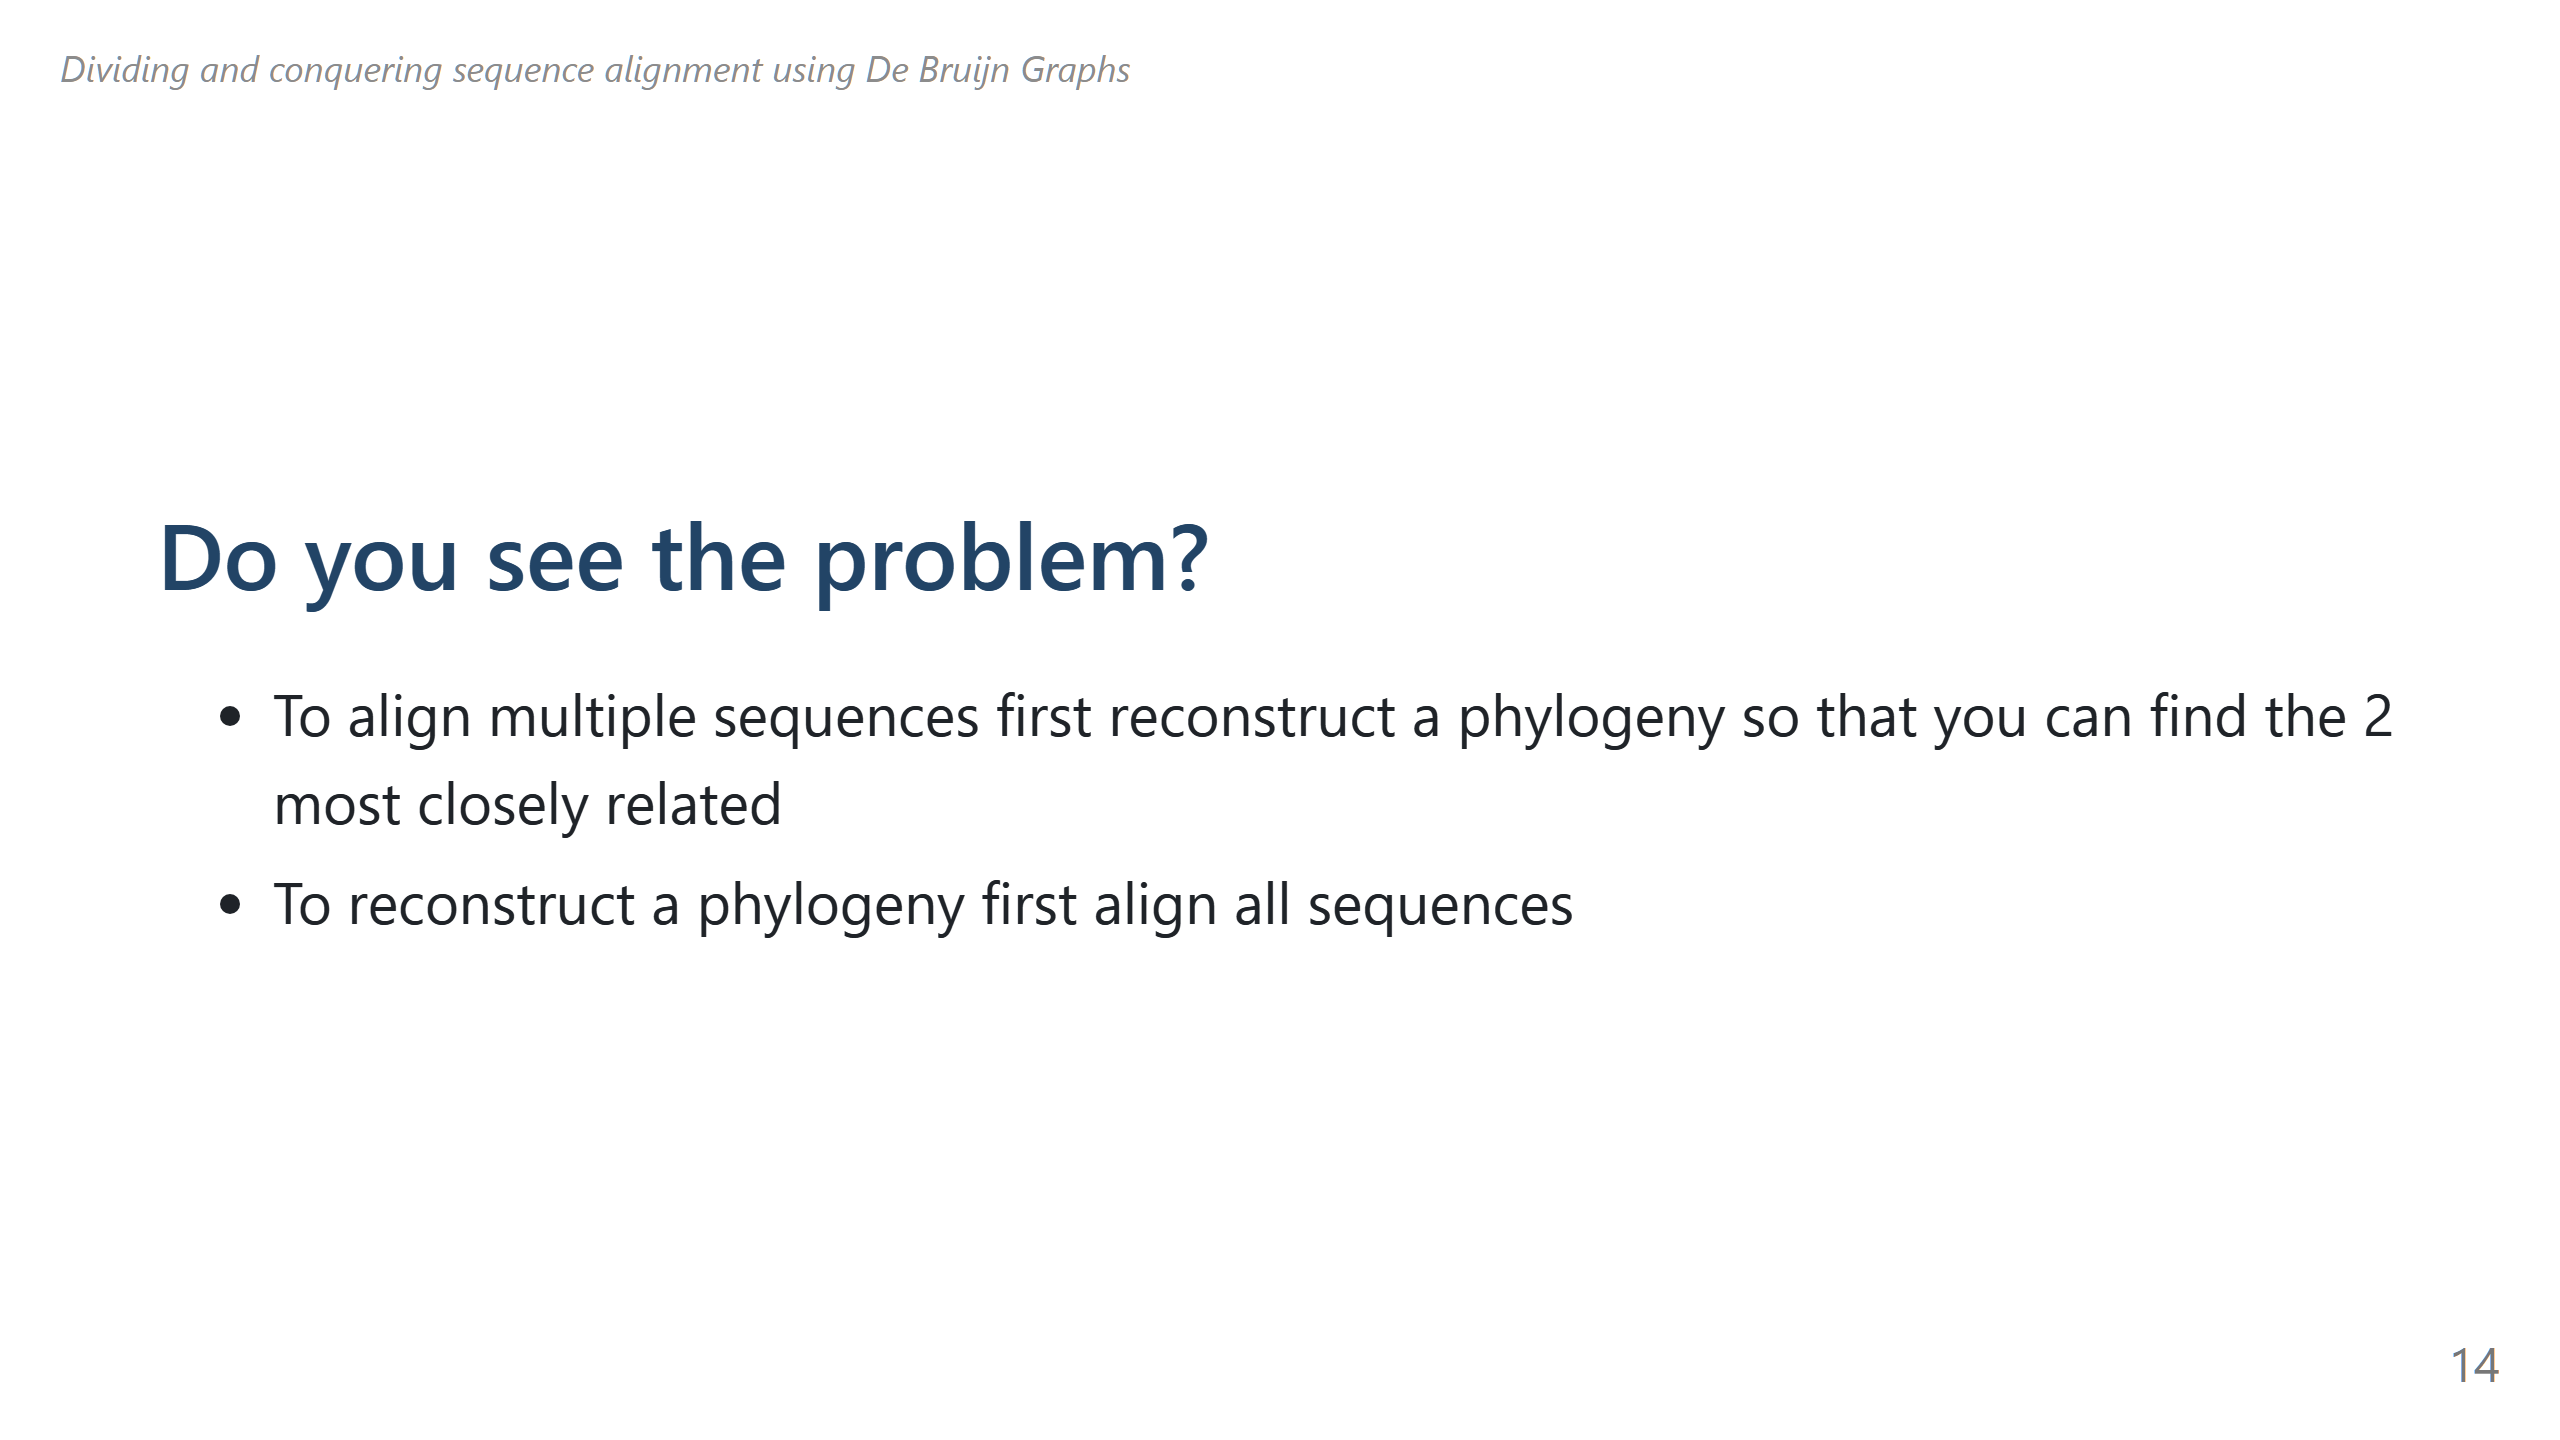 Dividing and conquering sequence alignment using De Bruijn Graphs
Do you see the problem?
• To align multiple sequences first reconstruct a phylogeny so that you can find the 2
most closely related
• To reconstruct a phylogeny first align all sequences
14